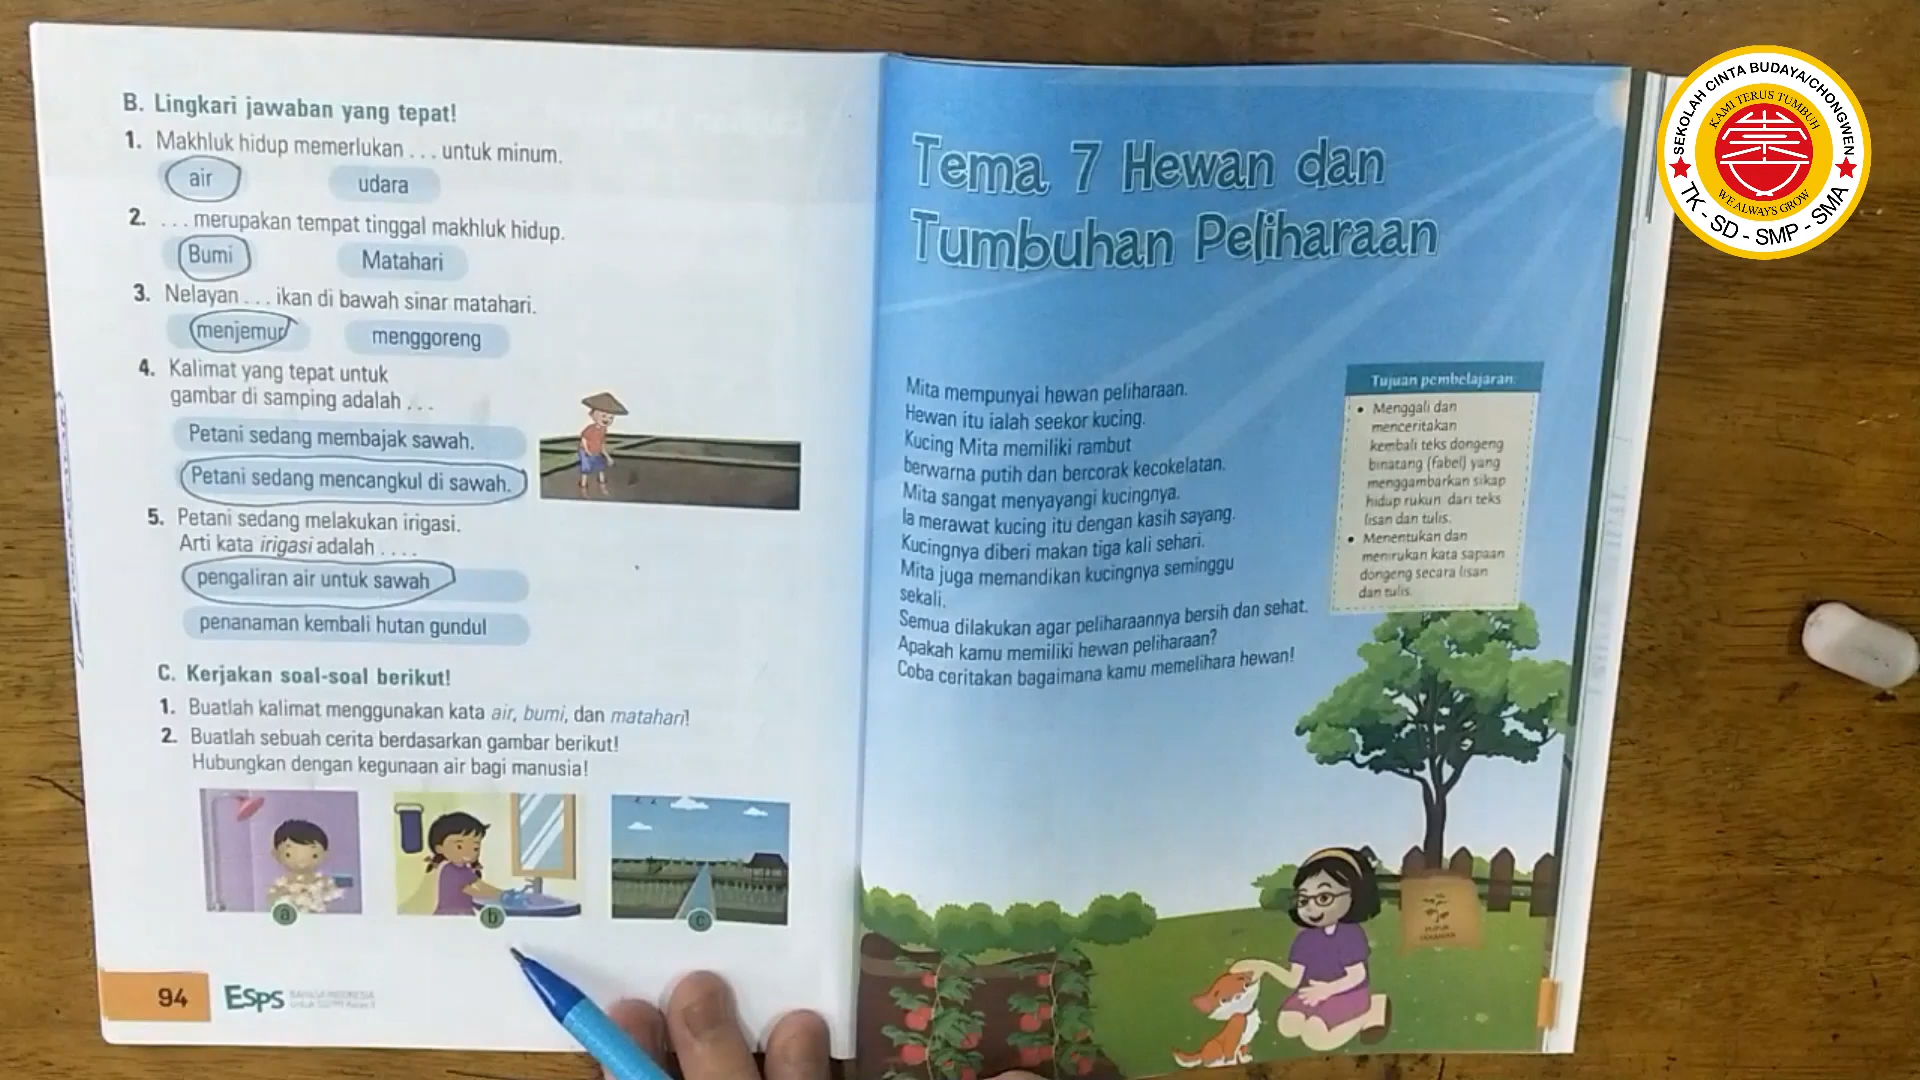 B. Lingkari jawaban yang tepat!
1. Makhluk hidup memerlukan . . . untuk minum.
air
udara
2. . . . merupakan tempat tinggal makhluk hidup.
Bumi
Matahari
3. Nelayan . . . ikan di bawah sinar matahari.
menjemur
menggoreng
4. Kalimat yang tepat untuk
gambar di samping adalah . . .
Petani sedang membajak sawah.
Petani sedang mencangkul di sawah.
5. Petani sedang melakukan irigasi.
Arti kata irigasi adalah . . . .
pengaliran air untuk sawah
penanaman kembali hutan gundul
C. Kerjakan soal-soal berikut!
1. Buatlah kalimat menggunakan kata air, bumi, dan matahari!
2. Buatlah sebuah cerita berdasarkan gambar berikut!
Hubungkan dengan kegunaan air bagi manusia!
a
b
c
94
ESPS
BAHASA INDONESIA
Tema 7 Hewan dan
Tumbuhan Peliharaan
Mita mempunyai hewan peliharaan.
Hewan itu ialah seekor kucing.
Kucing Mita memiliki rambut
berwarna putih dan bercorak kecokelatan.
Mita sangat menyayangi kucingnya.
Ia merawat kucing itu dengan kasih sayang.
Kucingnya diberi makan tiga kali sehari.
Mita juga memandikan kucingnya seminggu
sekali.
Semua dilakukan agar peliharaannya bersih dan sehat.
Apakah kamu memiliki hewan peliharaan?
Coba ceritakan bagaimana kamu memelihara hewan!
Tujuan pembelajaran:
• Menggali dan
menceritakan
kembali teks dongeng
binatang (fabel) yang
menggambarkan sikap
hidup rukun dari teks
lisan dan tulis.
• Menentukan dan
menirukan kata sapaan
dongeng secara lisan
dan tulis.
SEKOLAH CINTA BUDAYA/CHONGWEN
KAMI TERUS TUMBUH
WE ALWAYS GROW
TK - SD - SMP - SMA